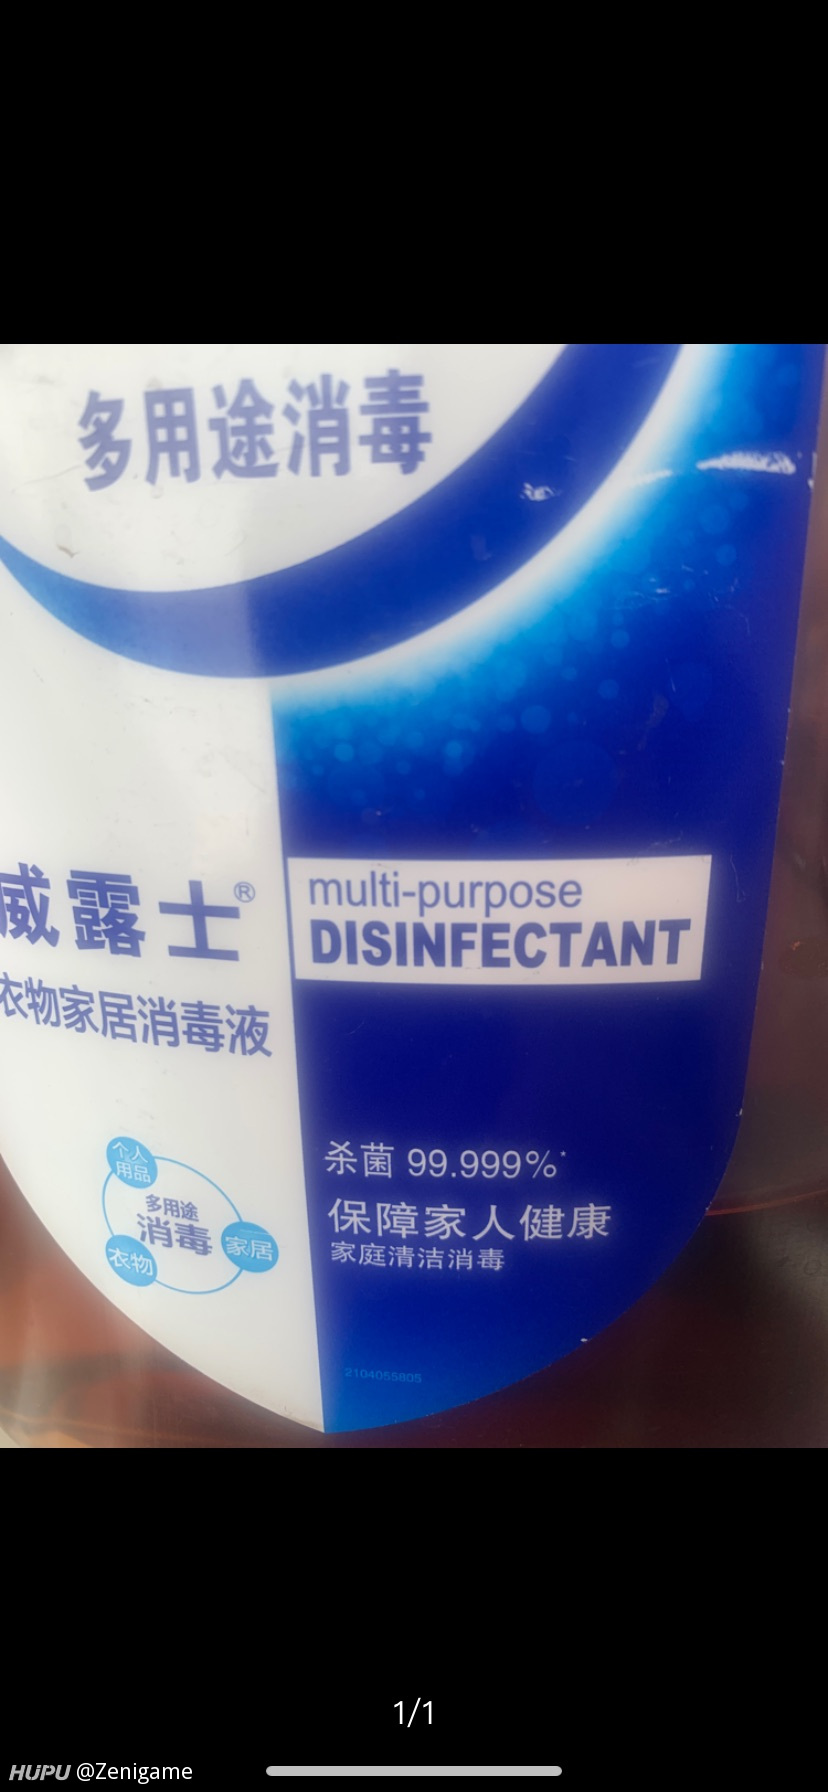 多用途消毒
威露士®
衣物家居消毒液
multi-purpose
DISINFECTANT
个人
用品
多用途
消毒
家居
衣物
杀菌 99.999%*
保障家人健康
家庭清洁消毒
2104055805
1/1
HUPU @Zenigame